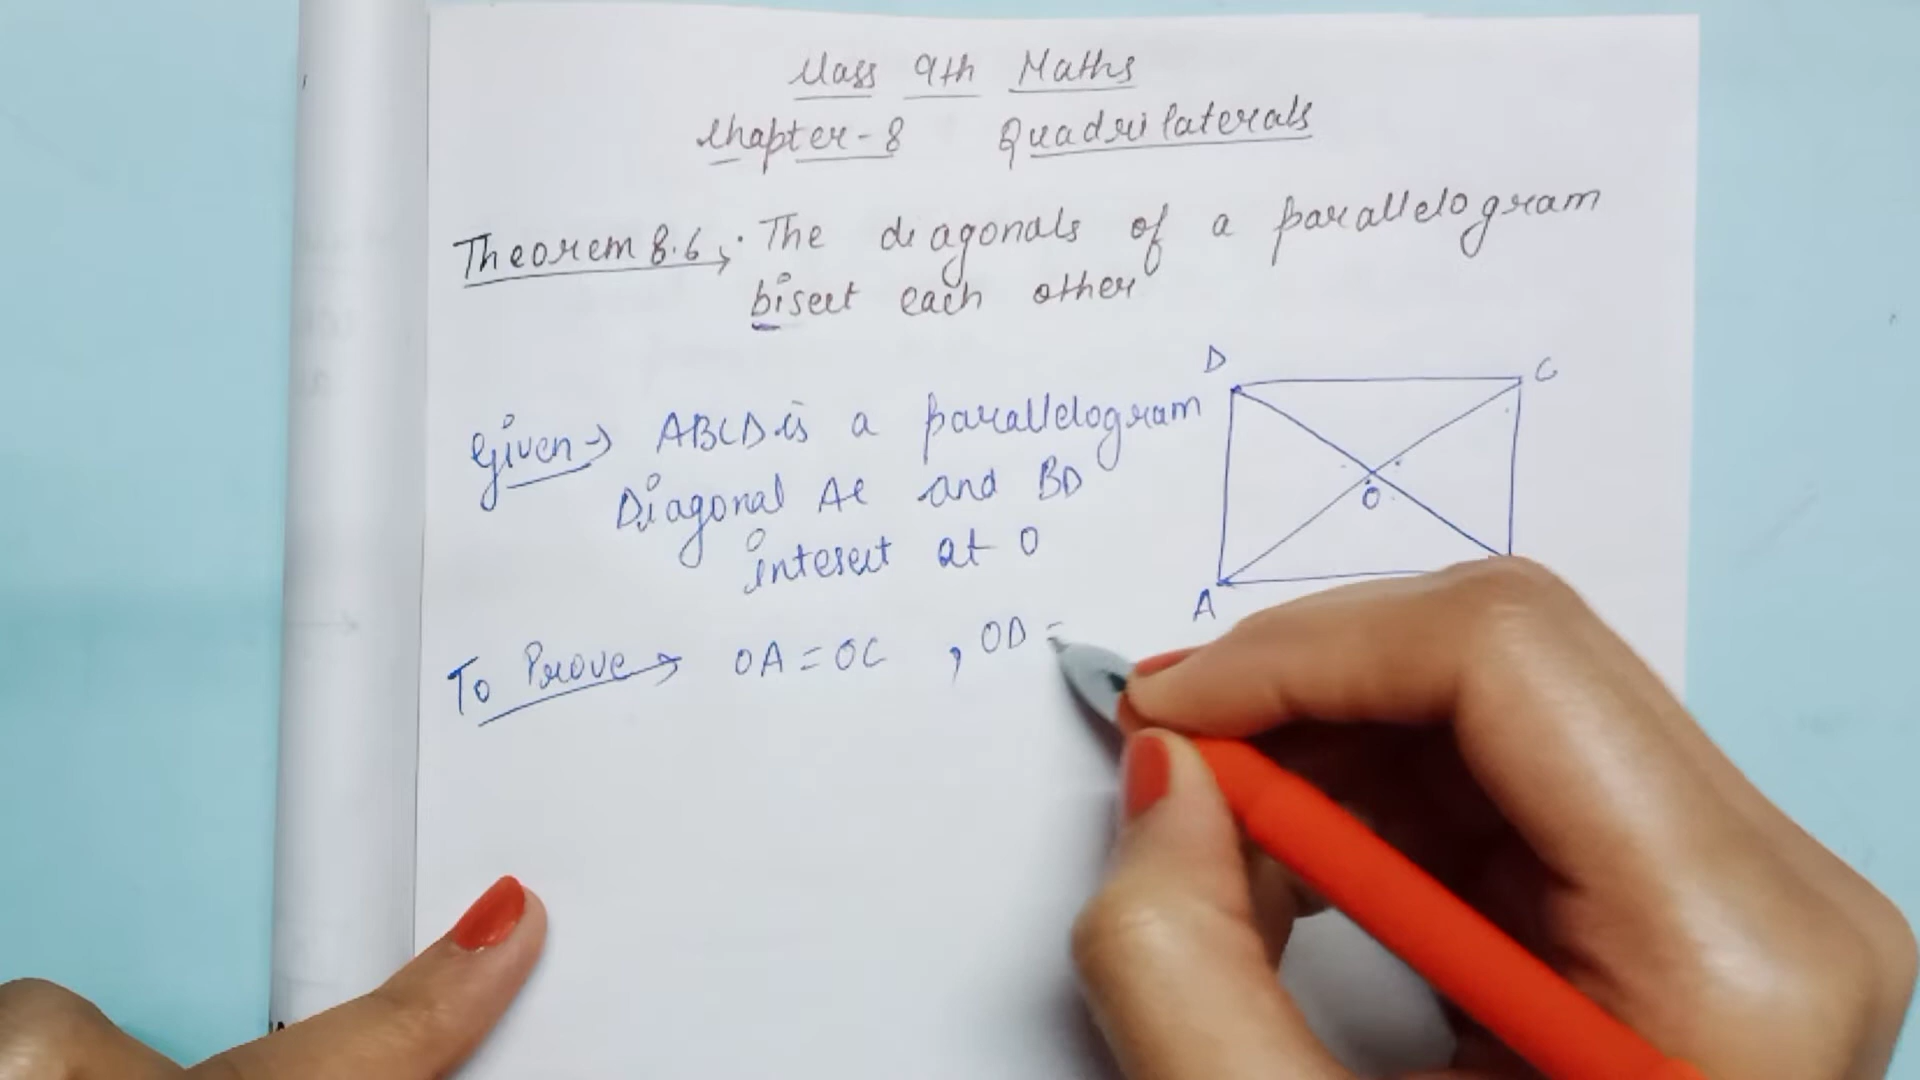 Class 9th Maths
Chapter-8 Quadrilaterals
Theorem 8.6 → The diagonals of a parallelogram
bisect each other
Given → ABCD is a parallelogram
Diagonal AC and BD
intesect at O
To Prove → OA = OC , OD =
D
C
O
A